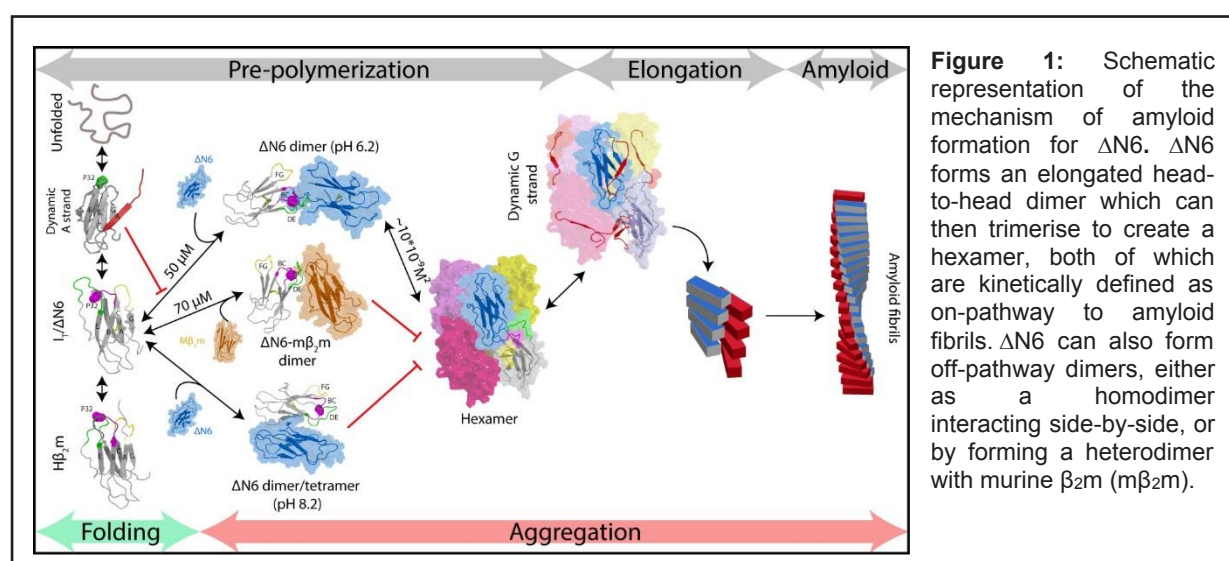 Pre-polymerization
Elongation
Amyloid
Unfolded
P32
Dynamic
A strand
P32
I_T/ΔN6
P32
Hβ₂m
ΔN6
50 µM
ΔN6 dimer (pH 6.2)
FG
DE
70 µM
Mβ₂m
FG
BC
DE
ΔN6-mβ₂m
dimer
ΔN6
FG
BC
DE
ΔN6 dimer/tetramer
(pH 8.2)
~10*10⁻⁹M²
Hexamer
Dynamic G
strand
Amyloid fibrils
Folding
Aggregation
Figure 1: Schematic
representation of the
mechanism of amyloid
formation for ΔN6. ΔN6
forms an elongated head-
to-head dimer which can
then trimerise to create a
hexamer, both of which
are kinetically defined as
on-pathway to amyloid
fibrils. ΔN6 can also form
off-pathway dimers, either
as a homodimer
interacting side-by-side, or
by forming a heterodimer
with murine β₂m (mβ₂m).